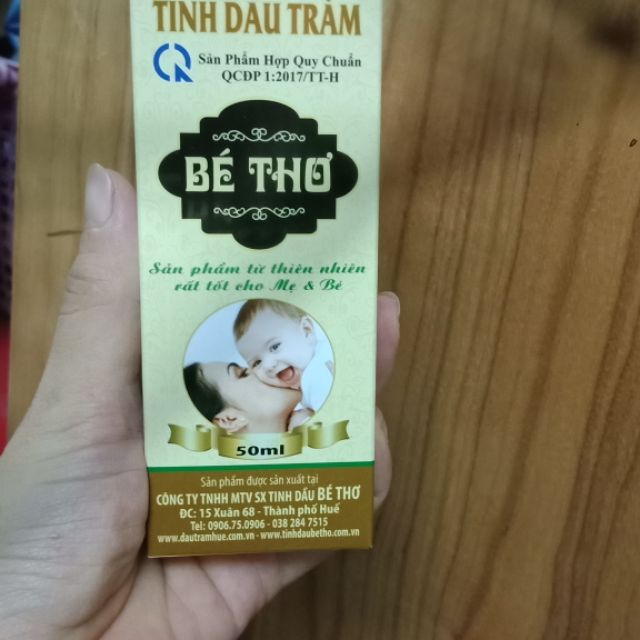 TINH DẦU TRÀM
Sản Phẩm Hợp Quy Chuẩn
QCĐP 1:2017/TT-H
BÉ THƠ
Sản phẩm từ thiên nhiên
rất tốt cho Mẹ & Bé
50ml
Sản phẩm được sản xuất tại
CÔNG TY TNHH MTV SX TINH DẦU BÉ THƠ
ĐC: 15 Xuân 68 - Thành phố Huế
Tel: 0906.75.0906 - 038 284 7515
www.dautramhue.com.vn - www.tinhdaubetho.com.vn